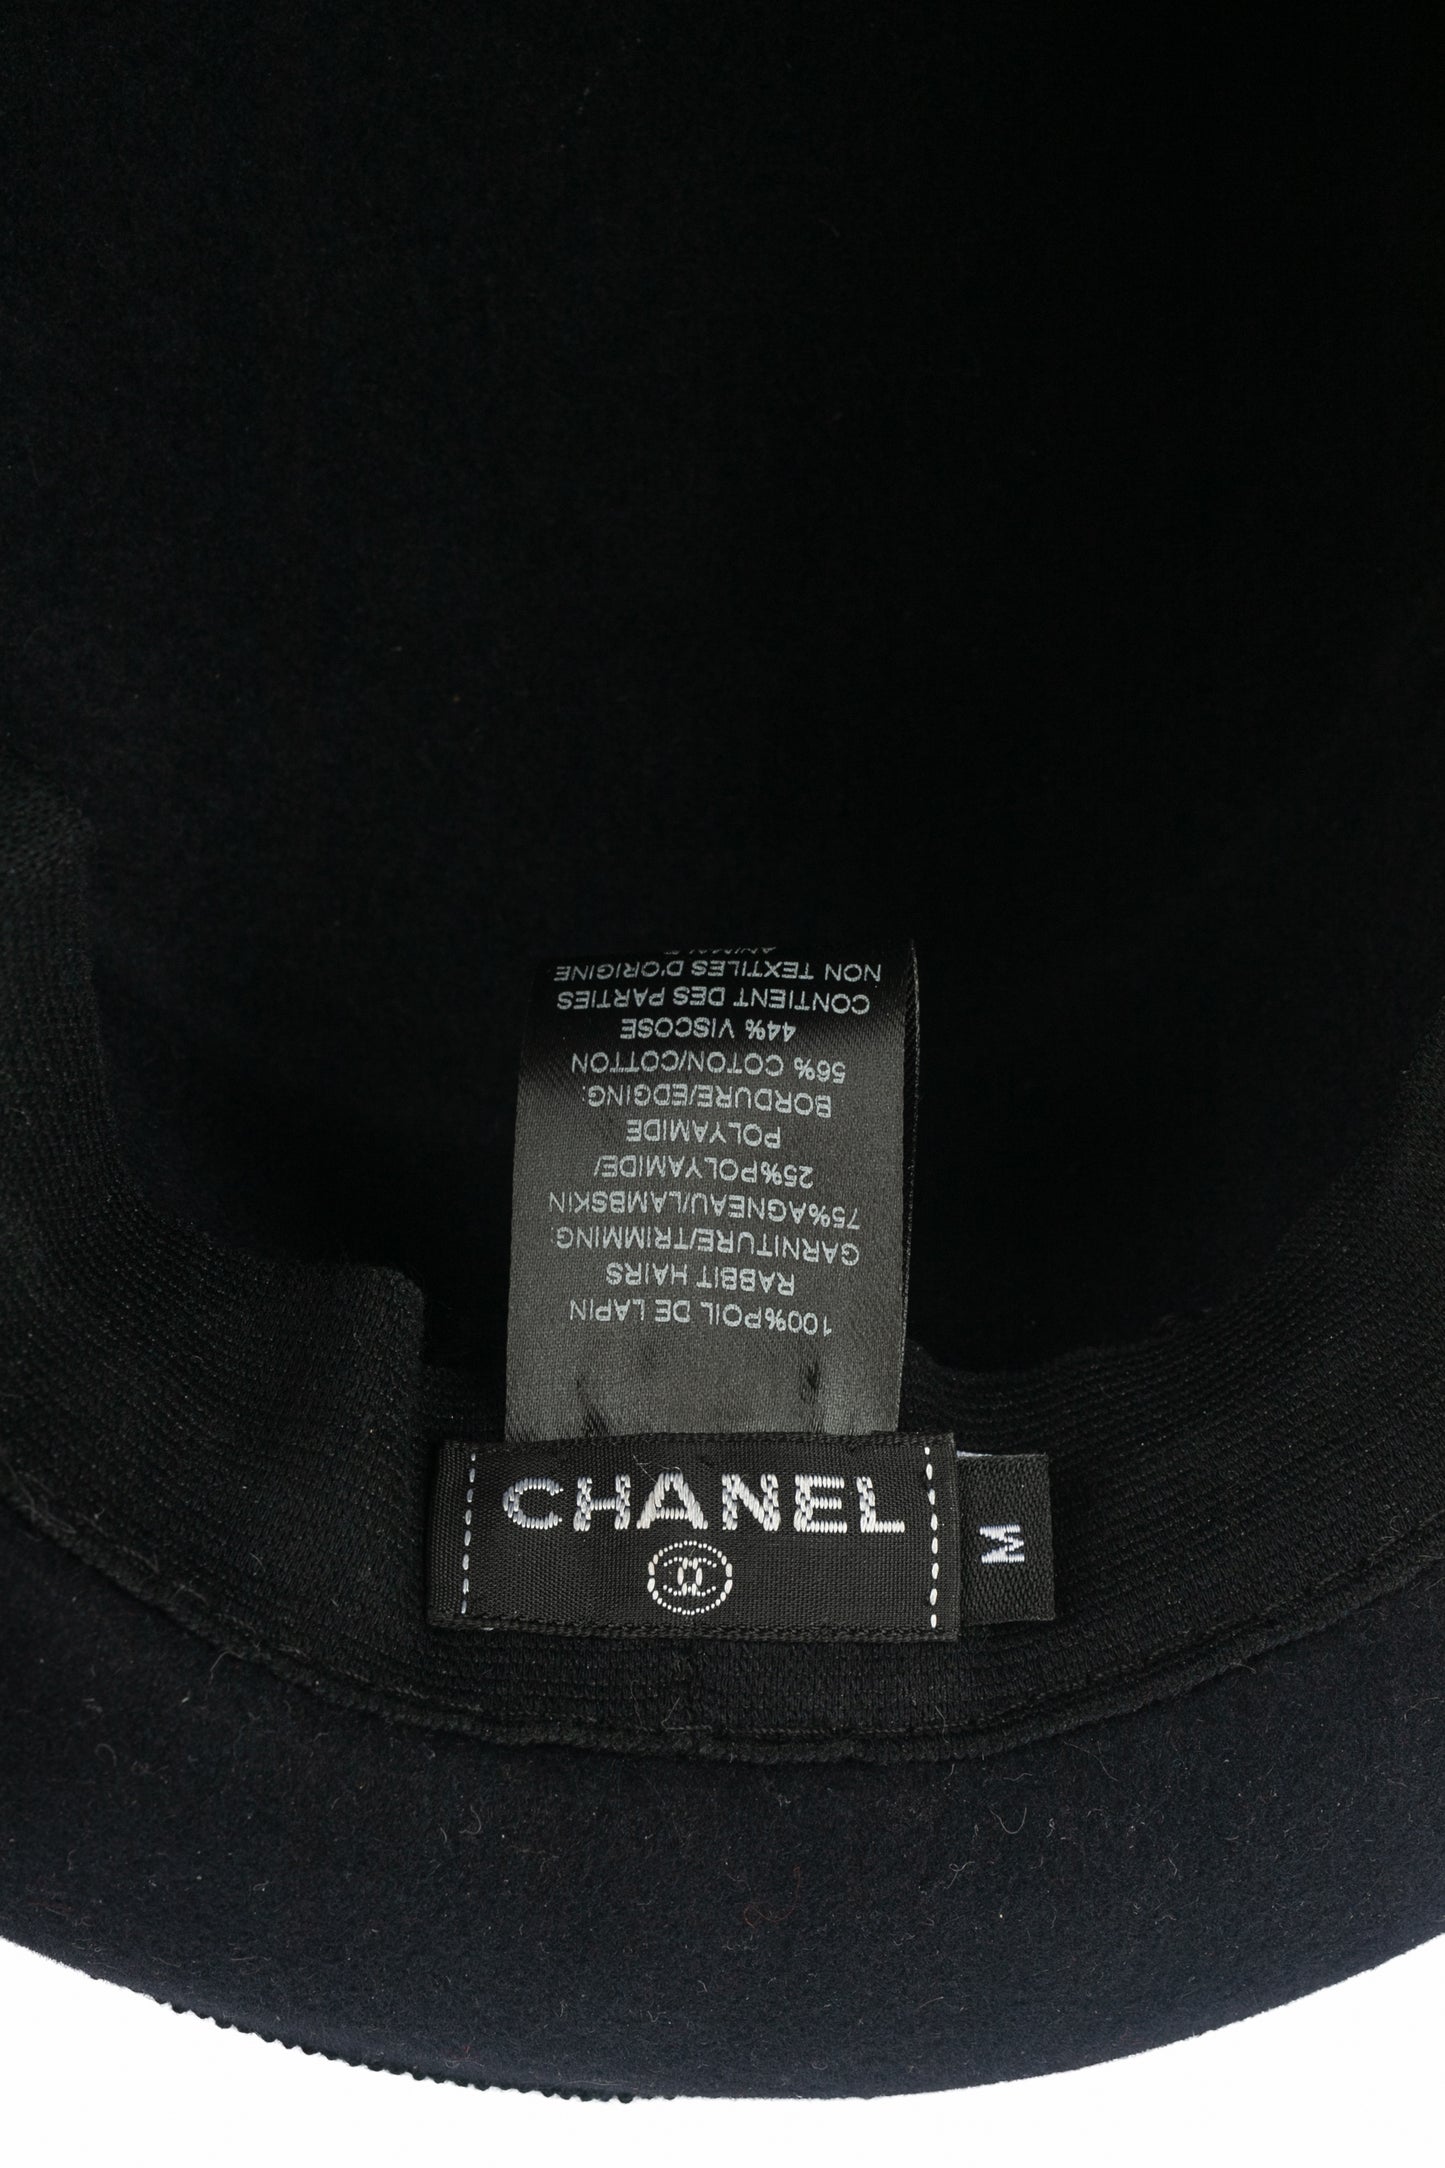 CHANEL
M
100%POIL DE LAPIN
RABBIT HAIRS
GARNITURE/TRIMMING:
75%AGNEAU/LAMBSKIN
25%POLYAMIDE/
POLYAMIDE
BORDURE/EDGING:
56% COTON/COTTON
44% VISCOSE
CONTIENT DES PARTIES
NON TEXTILES D'ORIGINE